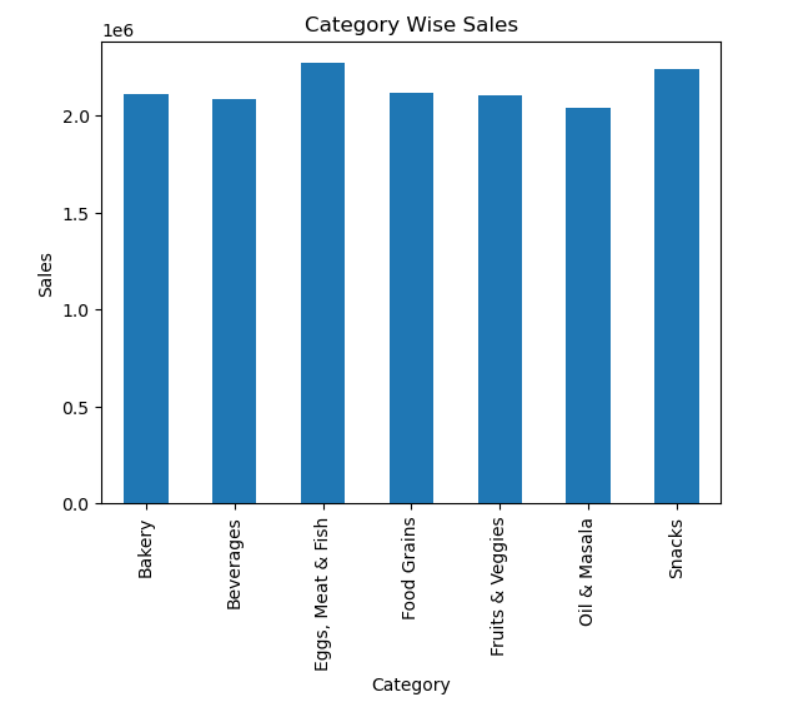 Category Wise Sales
1e6
2.0
1.5
1.0
0.5
0.0
Sales
Bakery
Beverages
Eggs, Meat & Fish
Food Grains
Fruits & Veggies
Oil & Masala
Snacks
Category